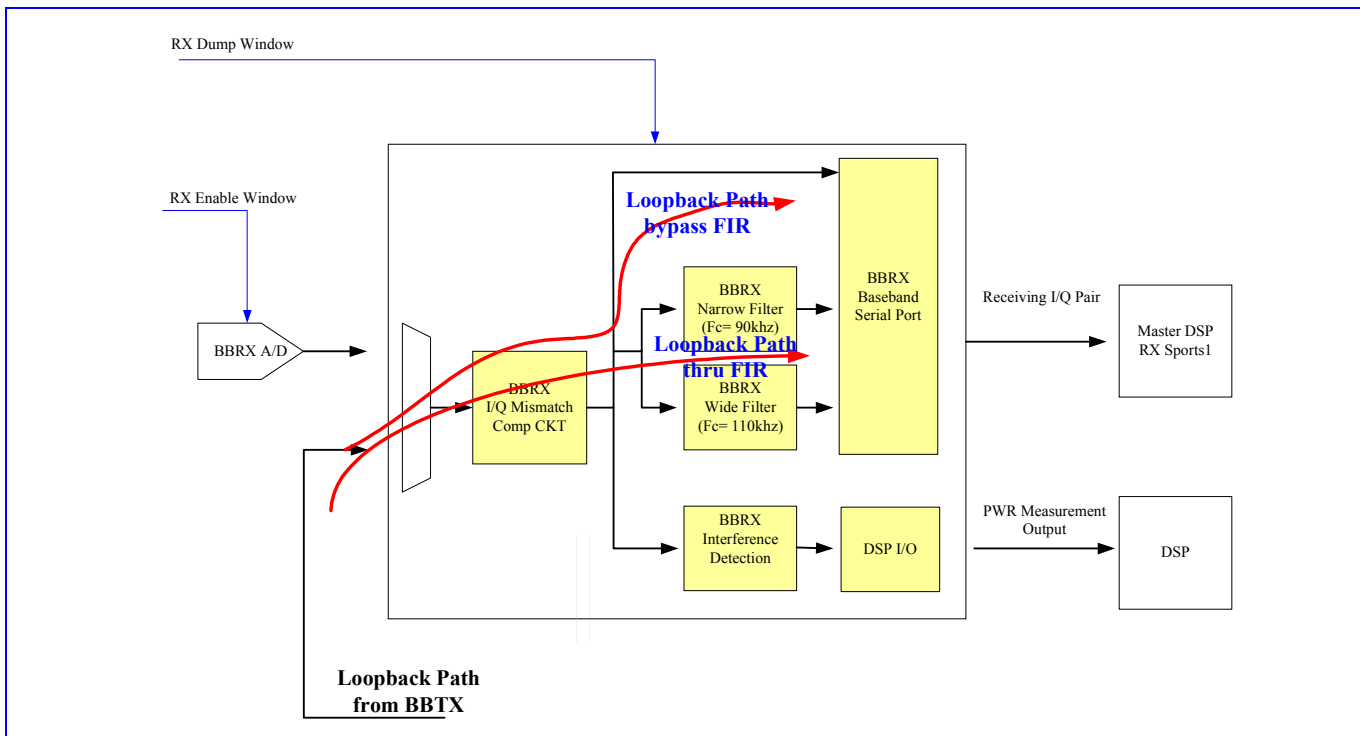 RX Dump Window
RX Enable Window
BBRX A/D
Loopback Path
bypass FIR
BBRX
Narrow Filter
(Fc= 90khz)
Loopback Path
thru FIR
BBRX
I/Q Mismatch
Comp CKT
BBRX
Wide Filter
(Fc= 110khz)
BBRX
Baseband
Serial Port
Receiving I/Q Pair
Master DSP
RX Sports1
BBRX
Interference
Detection
DSP I/O
PWR Measurement
Output
DSP
Loopback Path
from BBTX